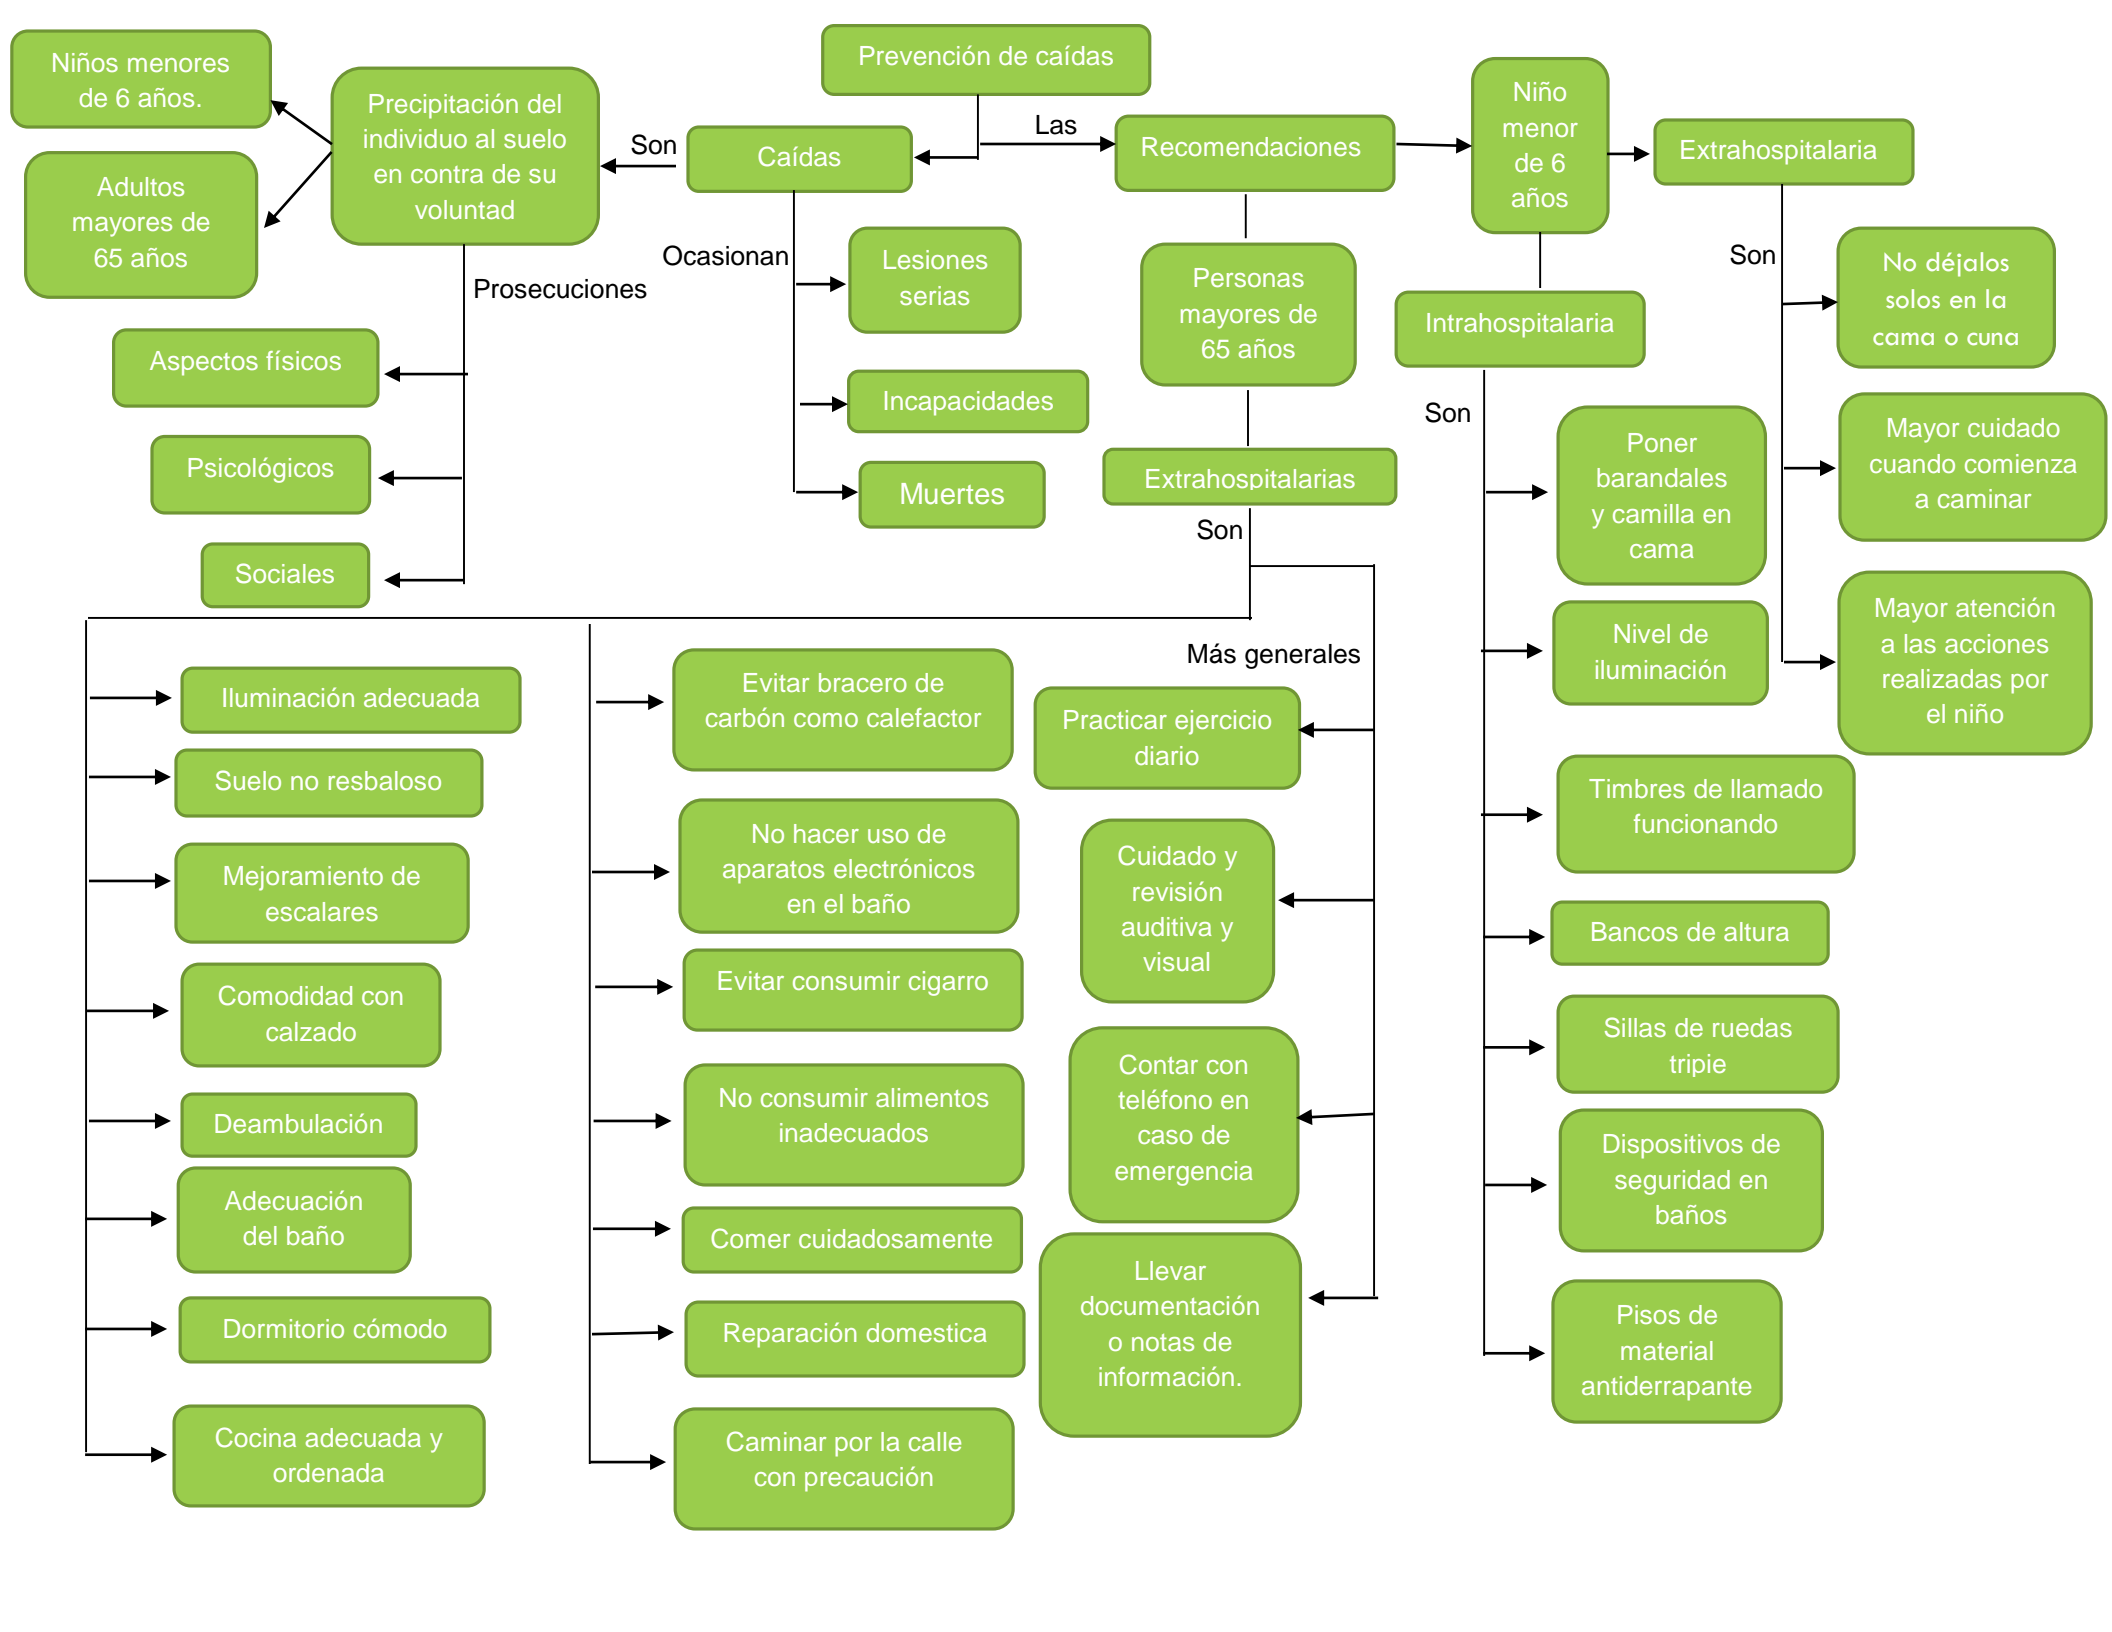 Prevención de caídas
Niños menores
de 6 años.
Adultos
mayores de
65 años
Precipitación del
individuo al suelo
en contra de su
voluntad
Son
Caídas
Las
Recomendaciones
Niño
menor
de 6
años
Extrahospitalaria
Prosecuciones
Aspectos físicos
Psicológicos
Sociales
Ocasionan
Lesiones
serias
Incapacidades
Muertes
Personas
mayores de
65 años
Extrahospitalarias
Son
Intrahospitalaria
Son
Son
No déjalos
solos en la
cama o cuna
Mayor cuidado
cuando comienza
a caminar
Mayor atención
a las acciones
realizadas por
el niño
Poner
barandales
y camilla en
cama
Nivel de
iluminación
Timbres de llamado
funcionando
Bancos de altura
Sillas de ruedas
tripie
Dispositivos de
seguridad en
baños
Pisos de
material
antiderrapante
Iluminación adecuada
Suelo no resbaloso
Mejoramiento de
escalares
Comodidad con
calzado
Deambulación
Adecuación
del baño
Dormitorio cómodo
Cocina adecuada y
ordenada
Evitar bracero de
carbón como calefactor
No hacer uso de
aparatos electrónicos
en el baño
Evitar consumir cigarro
No consumir alimentos
inadecuados
Comer cuidadosamente
Reparación domestica
Caminar por la calle
con precaución
Más generales
Practicar ejercicio
diario
Cuidado y
revisión
auditiva y
visual
Contar con
teléfono en
caso de
emergencia
Llevar
documentación
o notas de
información.